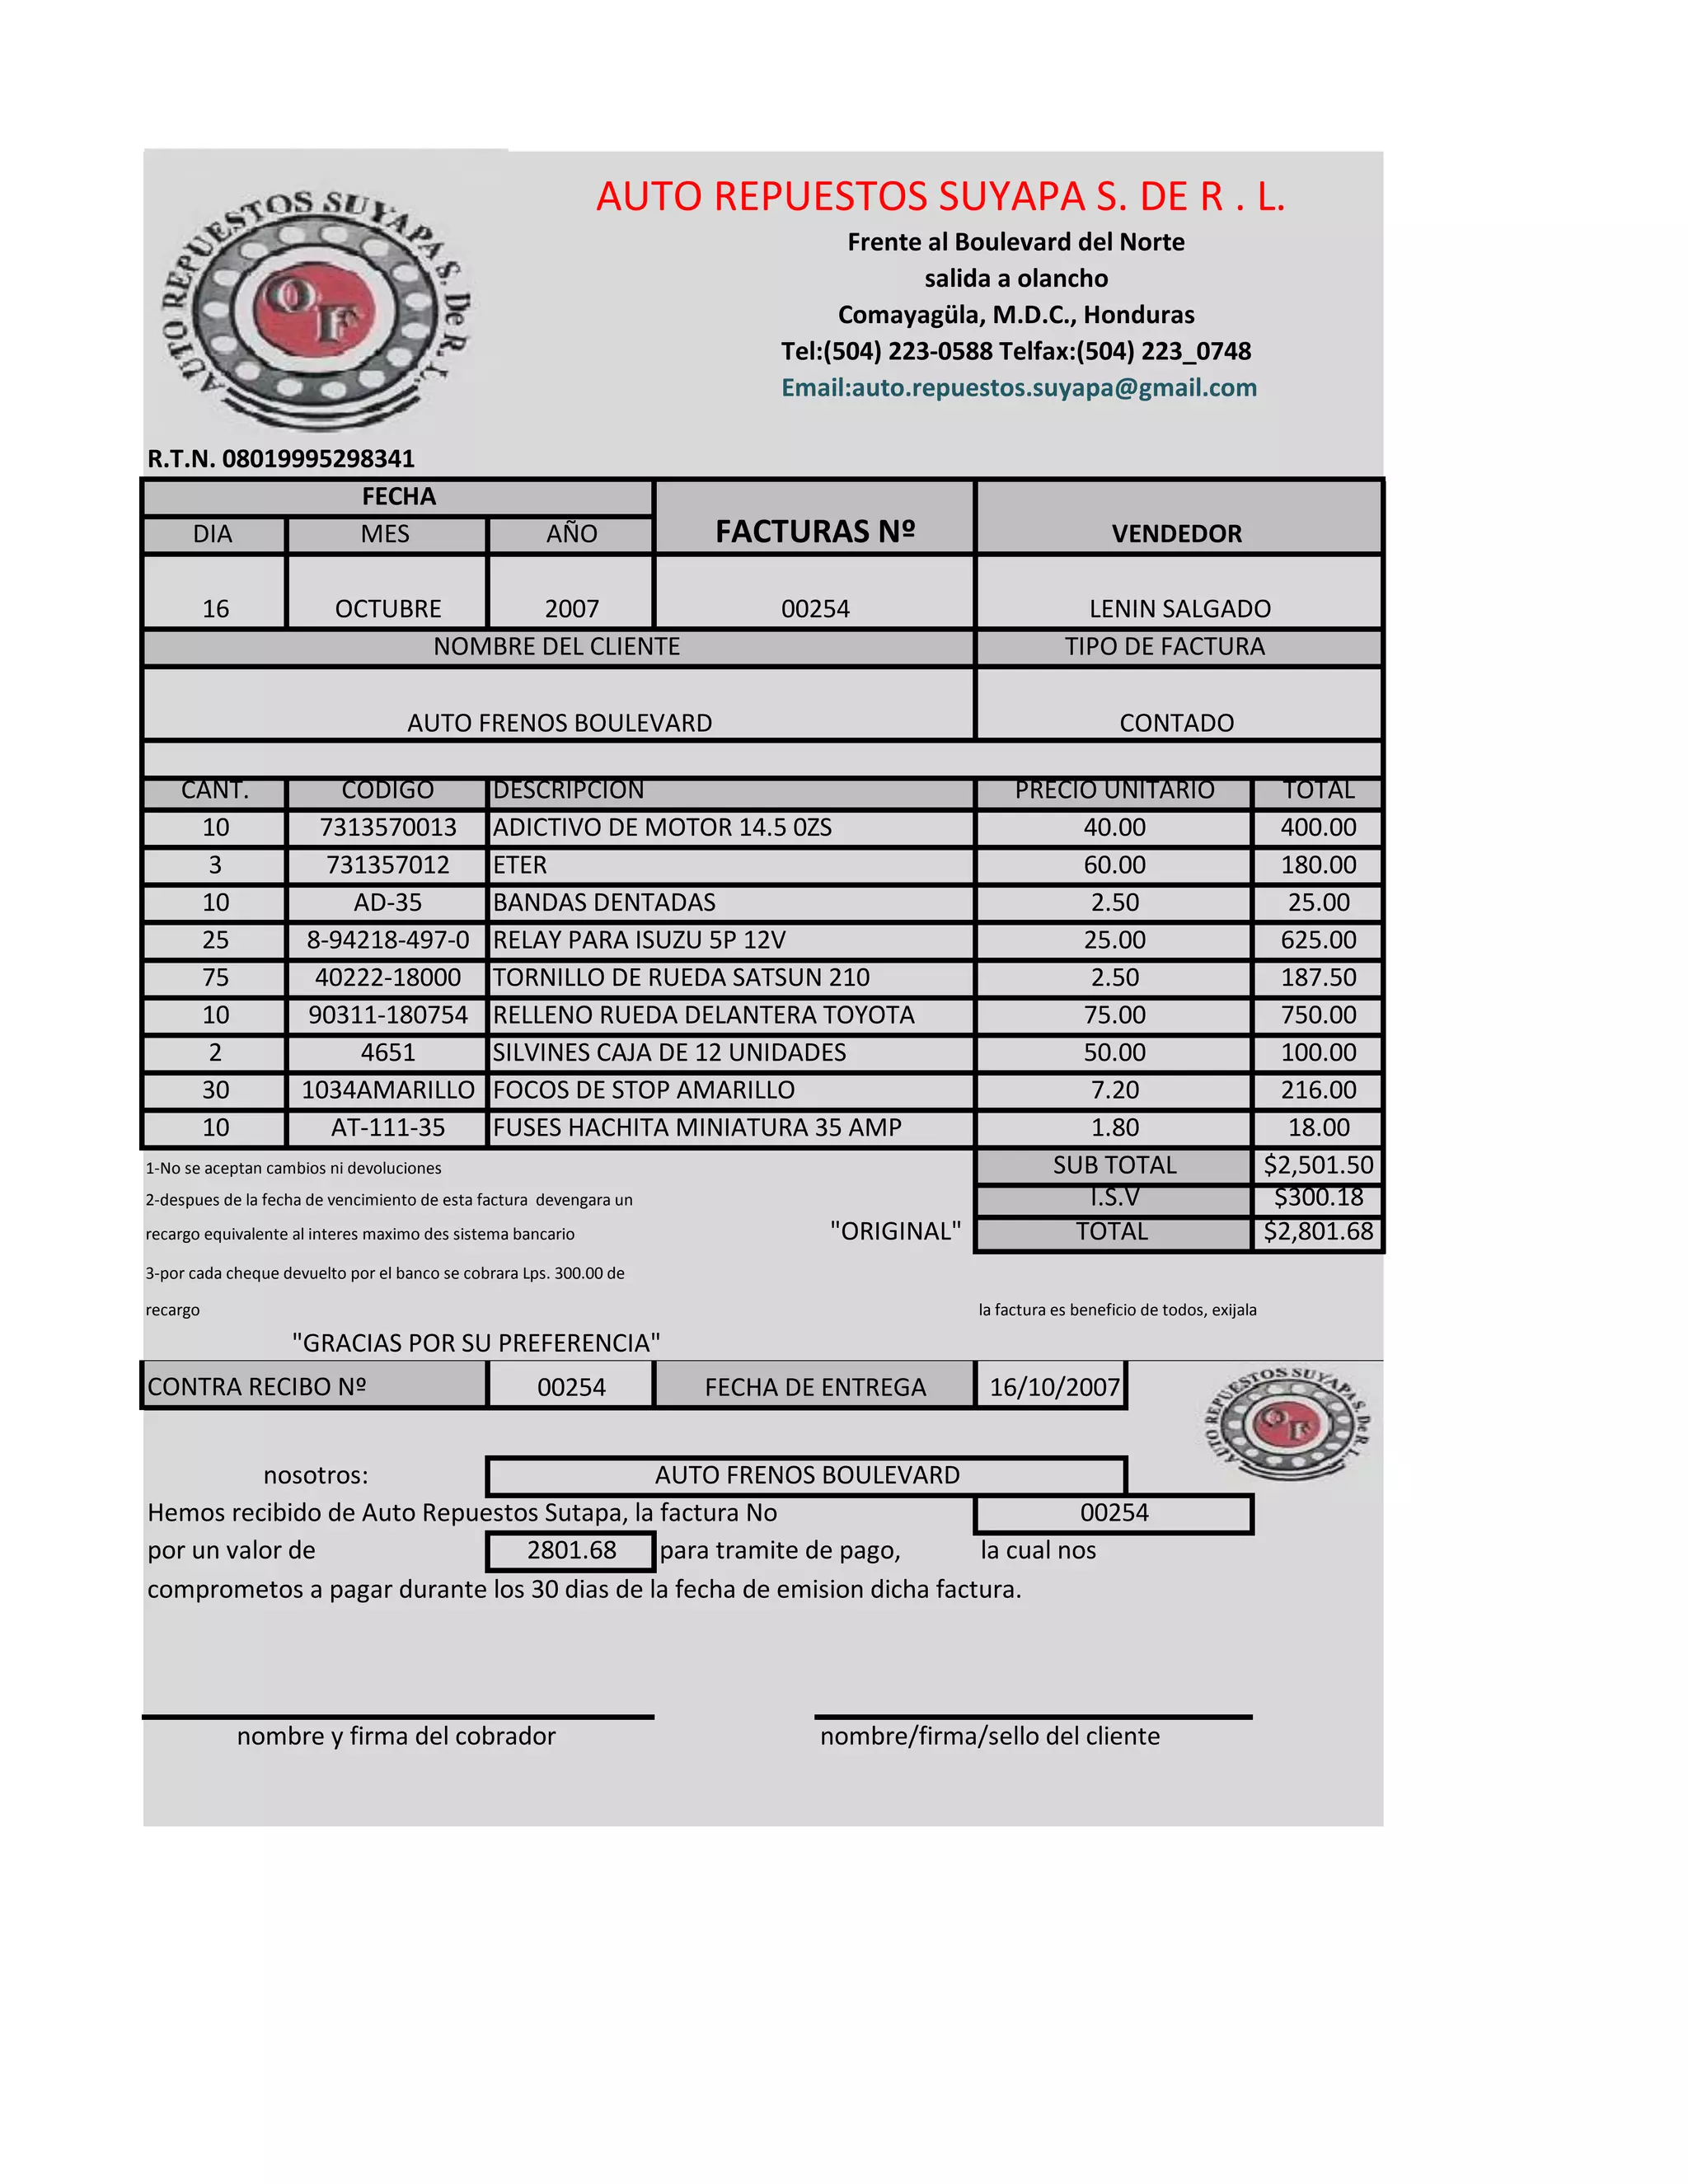 AUTO REPUESTOS SUYAPA S. De R. L.
OF
AUTO REPUESTOS SUYAPA S. DE R . L.
Frente al Boulevard del Norte
salida a olancho
Comayagüla, M.D.C., Honduras
Tel:(504) 223-0588 Telfax:(504) 223_0748
Email:auto.repuestos.suyapa@gmail.com
R.T.N. 08019995298341
FECHA
DIA MES AÑO FACTURAS Nº VENDEDOR
16 OCTUBRE 2007 00254 LENIN SALGADO
NOMBRE DEL CLIENTE TIPO DE FACTURA
AUTO FRENOS BOULEVARD CONTADO
CANT. CODIGO DESCRIPCION PRECIO UNITARIO TOTAL
10 7313570013 ADICTIVO DE MOTOR 14.5 0ZS 40.00 400.00
3 731357012 ETER 60.00 180.00
10 AD-35 BANDAS DENTADAS 2.50 25.00
25 8-94218-497-0 RELAY PARA ISUZU 5P 12V 25.00 625.00
75 40222-18000 TORNILLO DE RUEDA SATSUN 210 2.50 187.50
10 90311-180754 RELLENO RUEDA DELANTERA TOYOTA 75.00 750.00
2 4651 SILVINES CAJA DE 12 UNIDADES 50.00 100.00
30 1034AMARILLO FOCOS DE STOP AMARILLO 7.20 216.00
10 AT-111-35 FUSES HACHITA MINIATURA 35 AMP 1.80 18.00
1-No se aceptan cambios ni devoluciones SUB TOTAL $2,501.50
2-despues de la fecha de vencimiento de esta factura devengara un I.S.V $300.18
recargo equivalente al interes maximo des sistema bancario "ORIGINAL" TOTAL $2,801.68
3-por cada cheque devuelto por el banco se cobrara Lps. 300.00 de
recargo la factura es beneficio de todos, exijala
"GRACIAS POR SU PREFERENCIA"
CONTRA RECIBO Nº 00254 FECHA DE ENTREGA 16/10/2007
AUTO REPUESTOS SUYAPA S. De R. L.
OF
nosotros: AUTO FRENOS BOULEVARD
Hemos recibido de Auto Repuestos Sutapa, la factura No 00254
por un valor de 2801.68 para tramite de pago, la cual nos
comprometos a pagar durante los 30 dias de la fecha de emision dicha factura.
nombre y firma del cobrador nombre/firma/sello del cliente